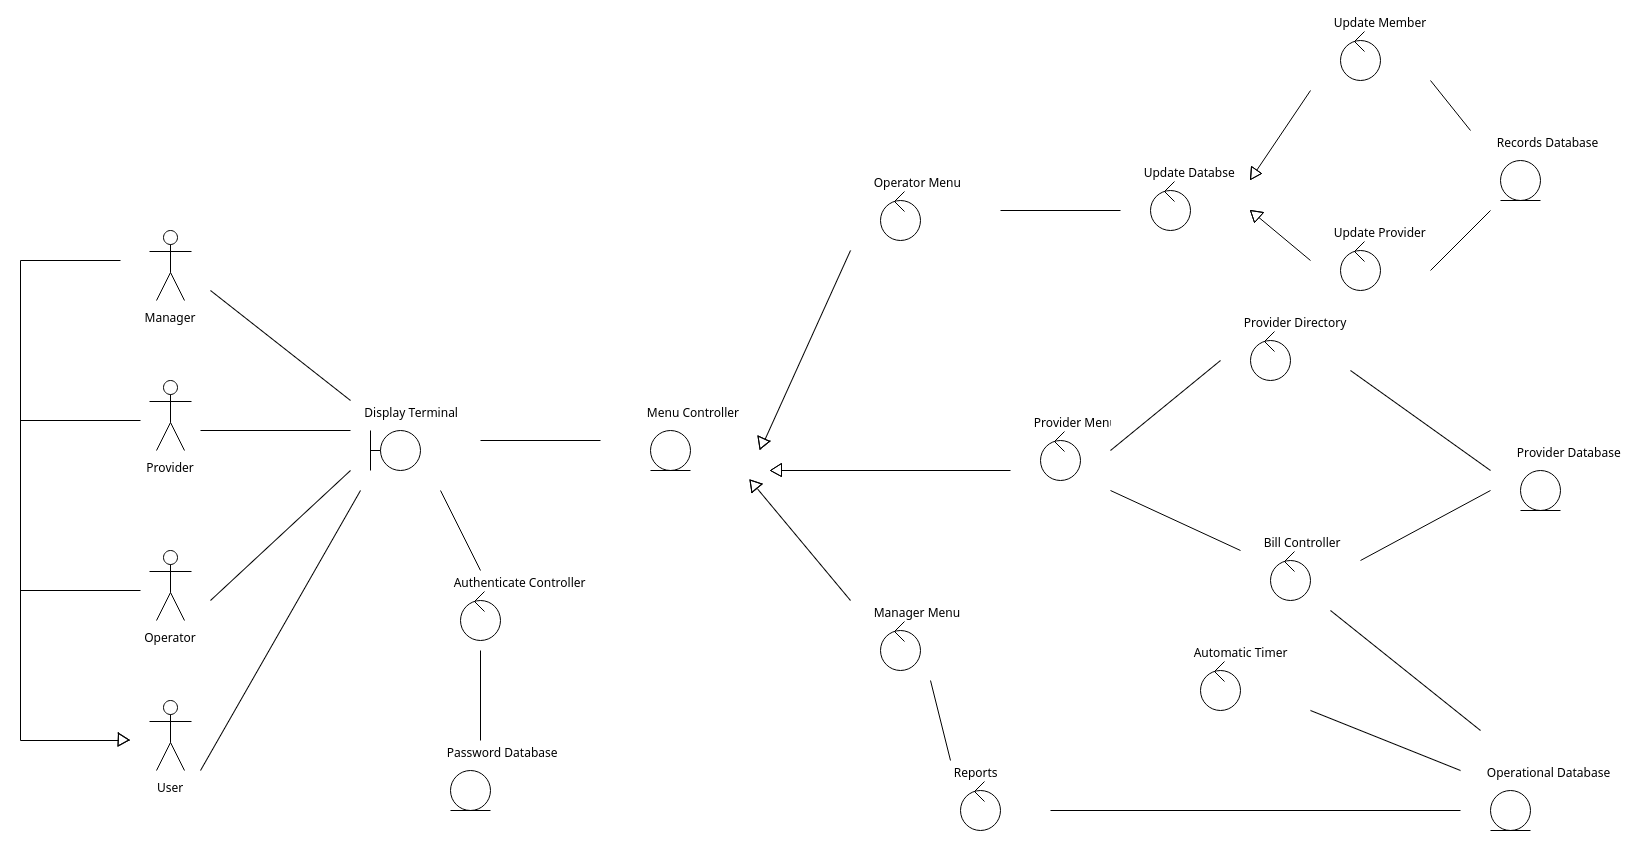 Update Member
Records Database
Update Databse
Operator Menu
Update Provider
Manager
Provider Directory
Display Terminal
Menu Controller
Provider Menu
Provider
Provider Database
Bill Controller
Authenticate Controller
Manager Menu
Operator
Automatic Timer
Password Database
Reports
Operational Database
User